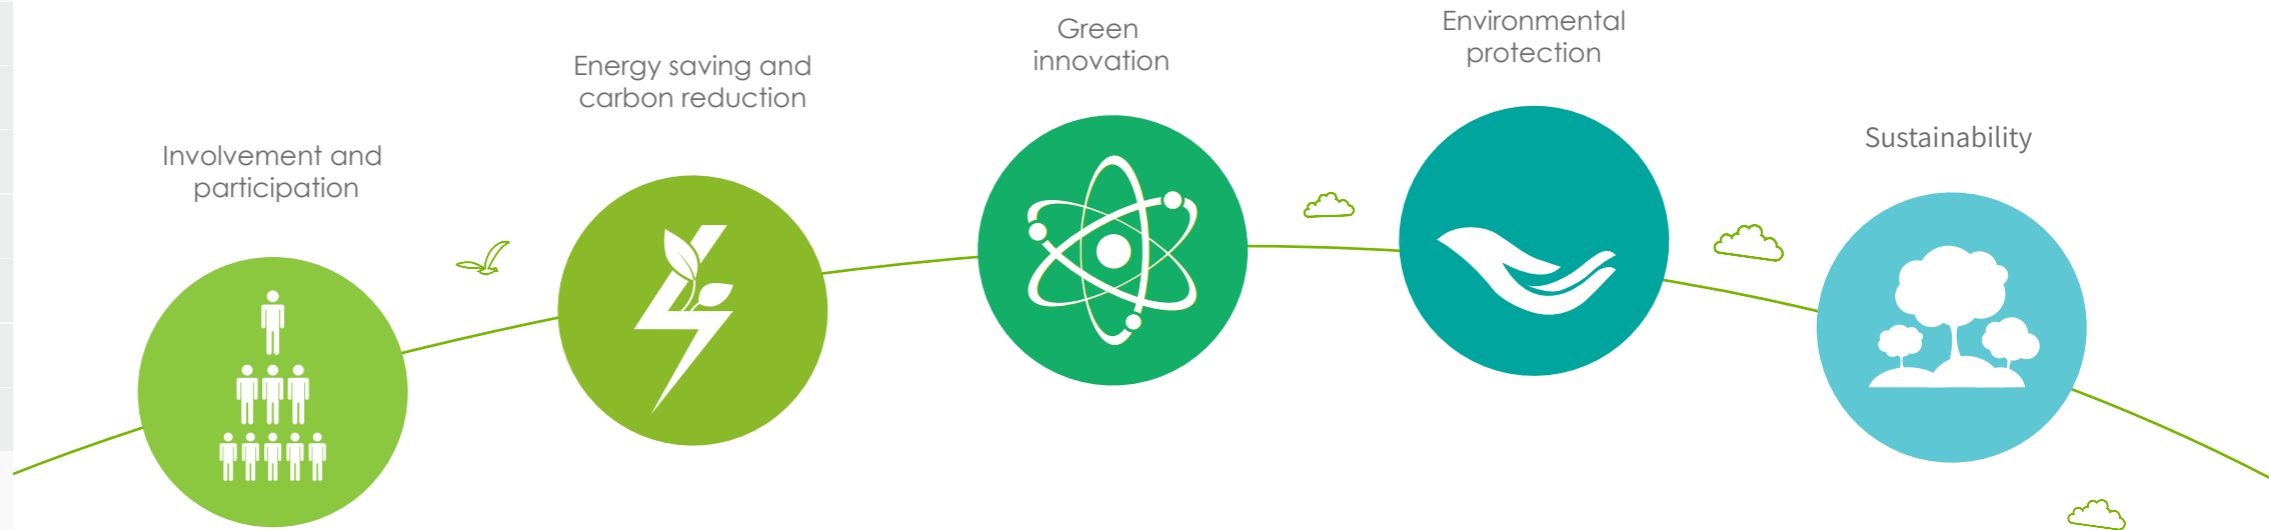 Involvement and
participation
Energy saving and
carbon reduction
Green
innovation
Environmental
protection
Sustainability